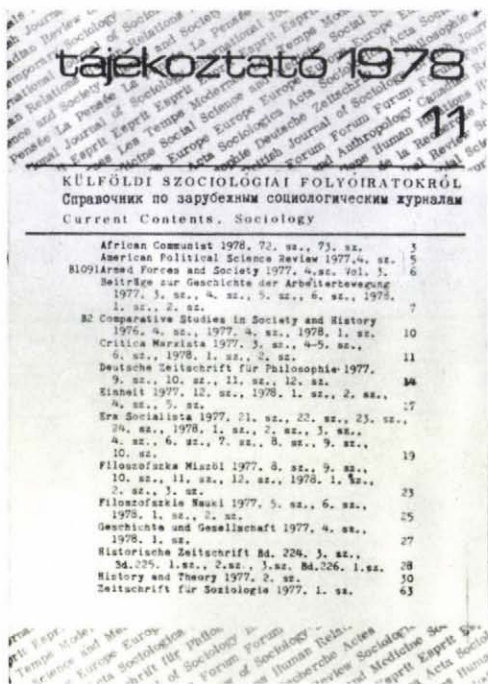 tájékoztató 1978
11
KÜLFÖLDI SZOCIOLÓGIAI FOLYÓIRATOKRÓL
Справочник по зарубежным социологическим журналам
Current Contents, Sociology
African Communist 1978. 72. sz., 73. sz. 3
American Political Science Review 1977.4. sz. 5
B1091 Armed Forces and Society 1977. 4.sz. Vol. 3. 6
Beiträge zur Geschichte der Arbeiterbewegung
1977. 3. sz., 4. sz., 5. sz., 6. sz., 1978.
1. sz., 2. sz. 7
B2 Comparative Studies in Society and History
1976. 4. sz., 1977. 4. sz., 1978. 1. sz. 10
Critica Marxista 1977. 3. sz., 4-5. sz.,
6. sz., 1978. 1. sz., 2. sz. 11
Deutsche Zeitschrift für Philosophie 1977.
9. sz., 10. sz., 11. sz., 12. sz. 14
Einheit 1977. 12. sz., 1978. 1. sz., 2. sz.,
4. sz., 5. sz. 17
Era Socialista 1977. 21. sz., 22. sz., 23. sz.,
24. sz., 1978. 1. sz., 2. sz., 3. sz.,
4. sz., 6. sz., 7. sz., 8. sz., 9. sz.,
10. sz. 19
Filoszofszka Miszöl 1977. 8. sz., 9. sz.,
10. sz., 11. sz., 12. sz., 1978. 1. sz.,
2. sz., 3. sz. 23
Filoszofszkie Nauki 1977. 5. sz., 6. sz.,
1978. 1. sz., 2. sz. 25
Geschichte und Gesellschaft 1977. 4. sz.,
1978. 1. sz. 27
Historische Zeitschrift Bd. 224. 3. sz.,
Bd.225. 1.sz., 2.sz., 3.sz. Bd.226. 1.sz. 28
History and Theory 1977. 2. sz. 30
Zeitschrift für Soziologie 1977. 1. sz. 63